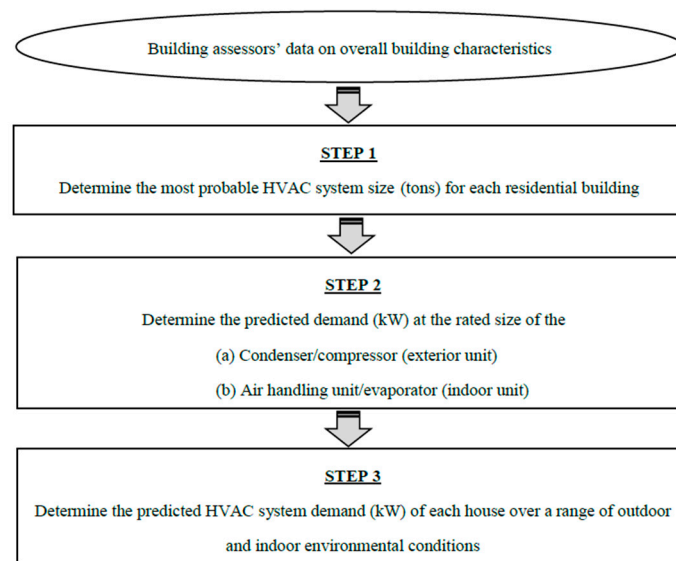 Building assessors’ data on overall building characteristics
STEP 1
Determine the most probable HVAC system size (tons) for each residential building
STEP 2
Determine the predicted demand (kW) at the rated size of the
(a) Condenser/compressor (exterior unit)
(b) Air handling unit/evaporator (indoor unit)
STEP 3
Determine the predicted HVAC system demand (kW) of each house over a range of outdoor
and indoor environmental conditions